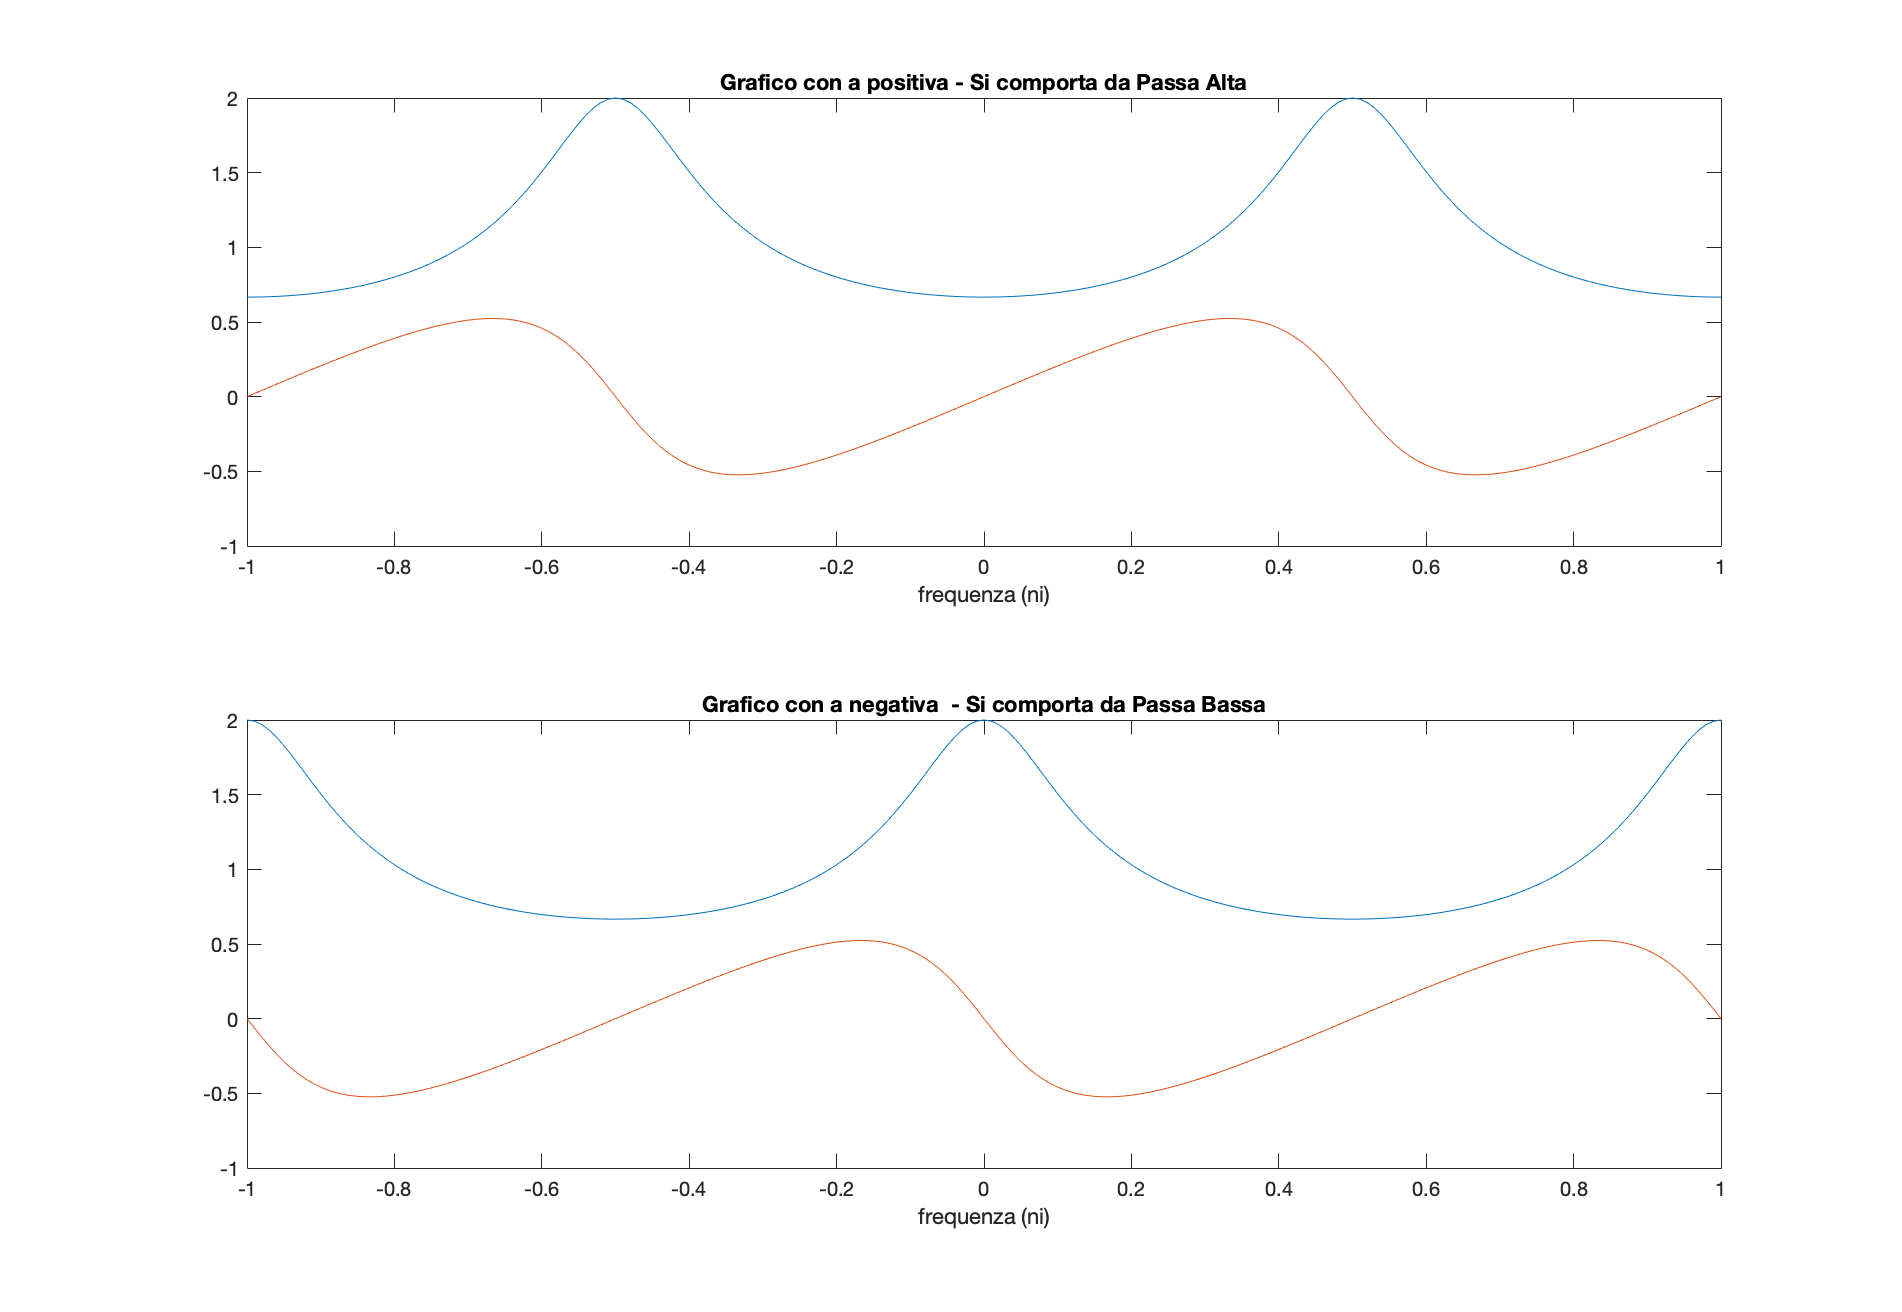 Grafico con a positiva - Si comporta da Passa Alta
2
1.5
1
0.5
0
-0.5
-1
-1 -0.8 -0.6 -0.4 -0.2 0 0.2 0.4 0.6 0.8 1
frequenza (ni)
Grafico con a negativa  - Si comporta da Passa Bassa
2
1.5
1
0.5
0
-0.5
-1
-1 -0.8 -0.6 -0.4 -0.2 0 0.2 0.4 0.6 0.8 1
frequenza (ni)